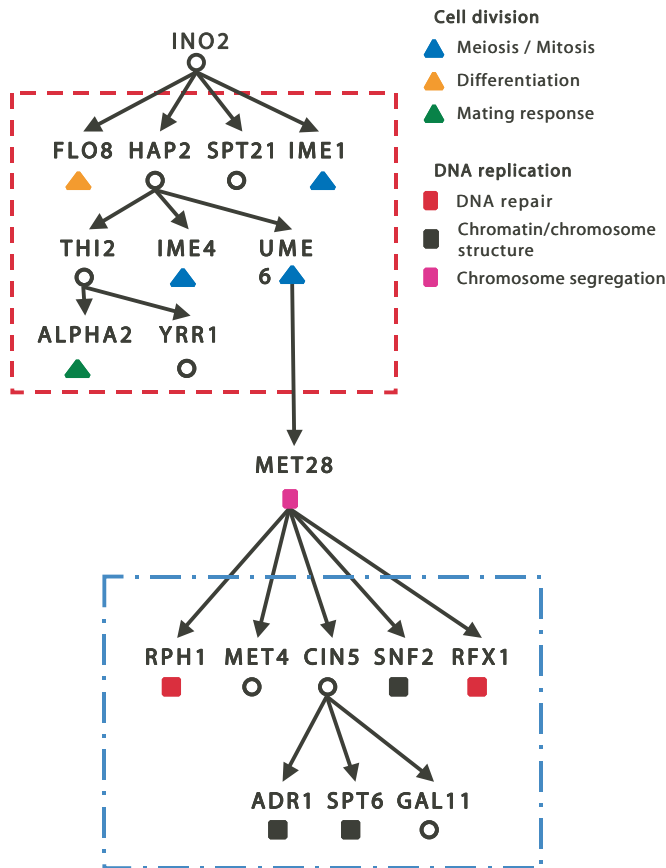 INO2
FLO8 HAP2 SPT21 IME1
THI2 IME4 UME
6
ALPHA2 YRR1
MET28
RPH1 MET4 CIN5 SNF2 RFX1
ADR1 SPT6 GAL11
Cell division
Meiosis / Mitosis
Differentiation
Mating response
DNA replication
DNA repair
Chromatin/chromosome
structure
Chromosome segregation